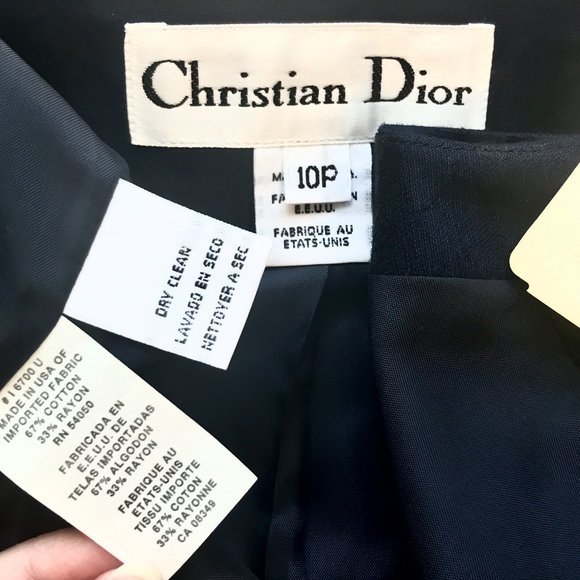 Christian Dior
10P
E.E.U.U.
FABRIQUE AU
ETATS-UNIS
DRY CLEAN
LAVADO EN SECO
NETTOYER A SEC
# 16700 U
MADE IN USA OF
IMPORTED FABRIC
67% COTTON
33% RAYON
RN 54050
FABRICADA EN
E.E.U.U. DE
TELAS IMPORTADAS
67% ALGODON
33% RAYON
FABRIQUE AU
ETATS-UNIS
TISSU IMPORTE
67% COTON
33% RAYONNE
CA 08349